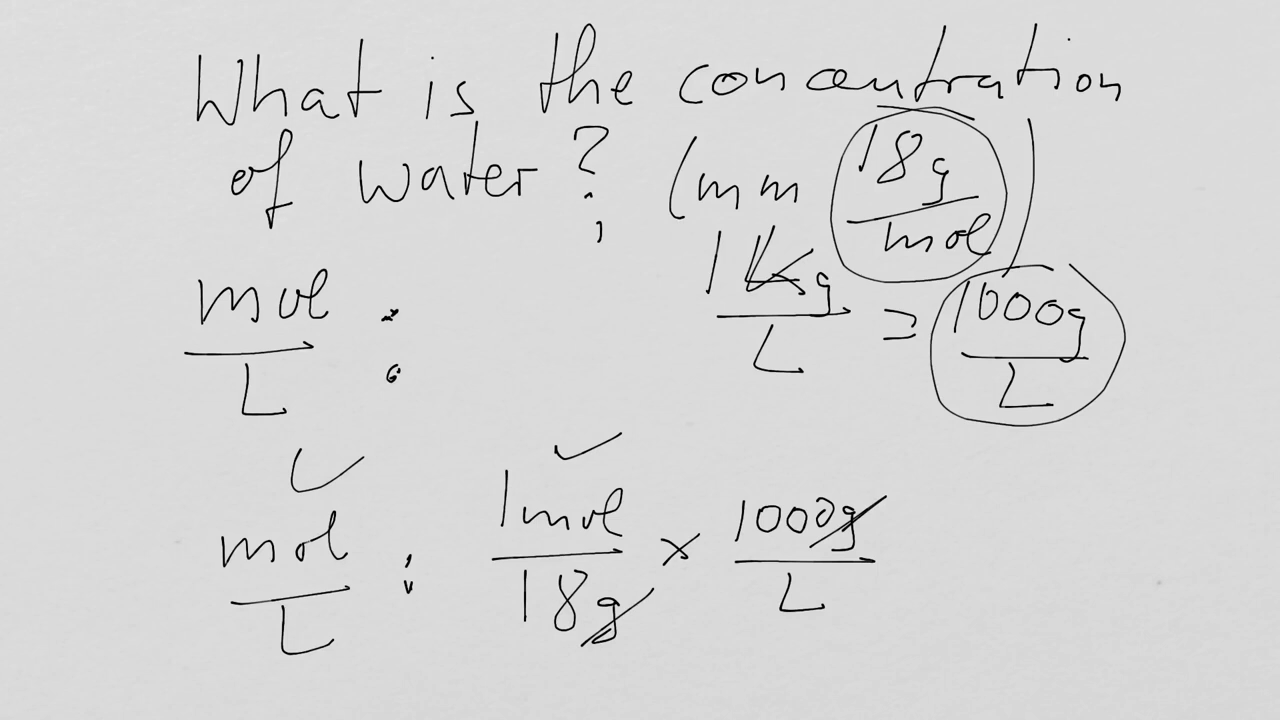 What is the concentration
of water? (mm 18g/mol)
mol/L : 1kg/L = 1000g/L
mol/L : 1mol/18g × 1000g/L